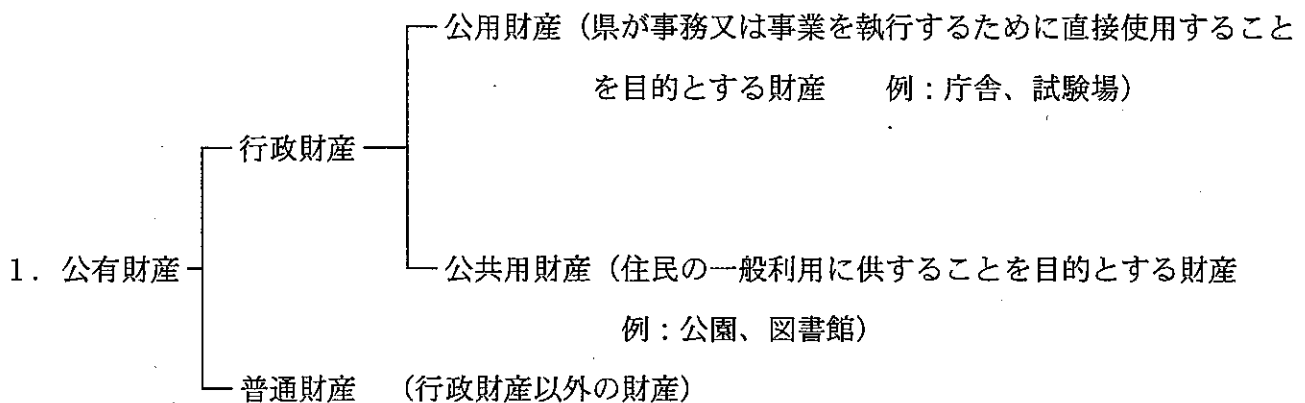 公用財産（県が事務又は事業を執行するために直接使用すること
を目的とする財産　例：庁舎、試験場）
行政財産
1．公有財産
公共用財産（住民の一般利用に供することを目的とする財産
例：公園、図書館）
普通財産　（行政財産以外の財産）